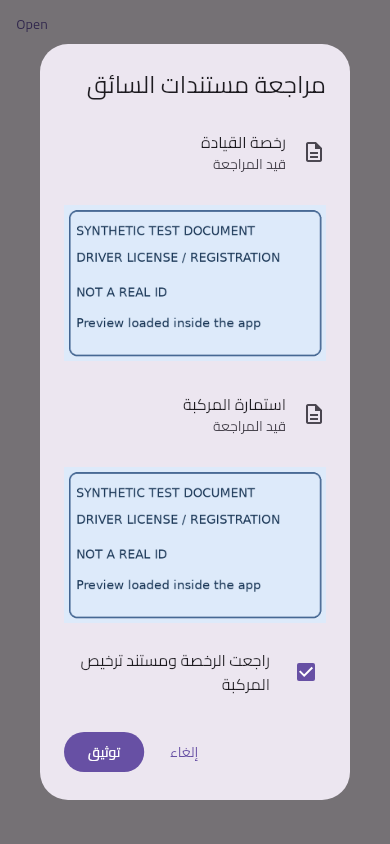 Open
مراجعة مستندات السائق
رخصة القيادة
قيد المراجعة
SYNTHETIC TEST DOCUMENT
DRIVER LICENSE / REGISTRATION
NOT A REAL ID
Preview loaded inside the app
استمارة المركبة
قيد المراجعة
SYNTHETIC TEST DOCUMENT
DRIVER LICENSE / REGISTRATION
NOT A REAL ID
Preview loaded inside the app
راجعت الرخصة ومستند ترخيص
المركبة
إلغاء
توثيق